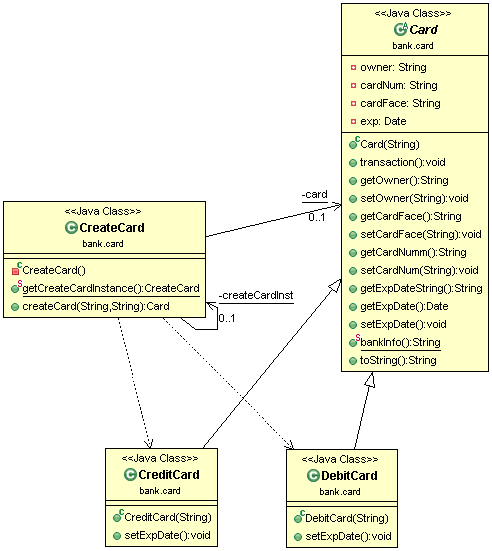 <<Java Class>>
Card
bank.card
owner: String
cardNum: String
cardFace: String
exp: Date
Card(String)
transaction():void
getOwner():String
setOwner(String):void
getCardFace():String
setCardFace(String):void
getCardNumm():String
setCardNum(String):void
getExpDateString():String
getExpDate():Date
setExpDate():void
bankInfo():String
toString():String
-card
0..1
<<Java Class>>
CreateCard
bank.card
CreateCard()
getCreateCardInstance():CreateCard
createCard(String,String):Card
-createCardInst
0..1
<<Java Class>>
CreditCard
bank.card
CreditCard(String)
setExpDate():void
<<Java Class>>
DebitCard
bank.card
DebitCard(String)
setExpDate():void